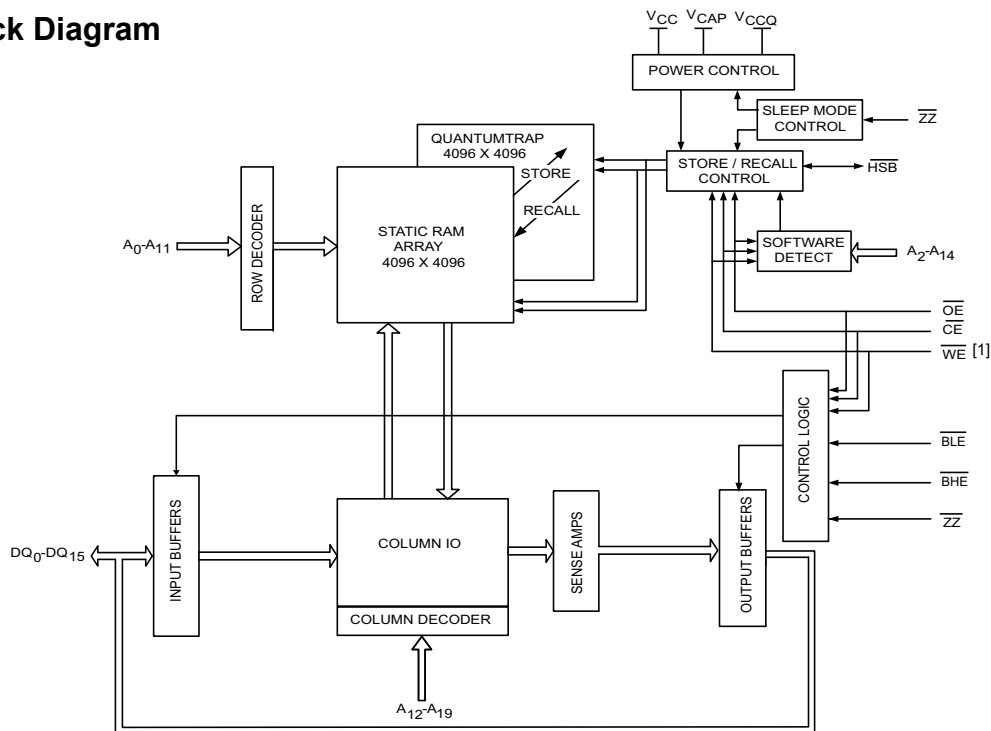 ck Diagram
VCC VCAP VCCQ
POWER CONTROL
SLEEP MODE
CONTROL
ZZ
QUANTUMTRAP
4096 X 4096
STORE
RECALL
STORE / RECALL
CONTROL
HSB
ROW DECODER
A0-A11
STATIC RAM
ARRAY
4096 X 4096
SOFTWARE
DETECT
A2-A14
OE
CE
WE [1]
CONTROL LOGIC
BLE
BHE
ZZ
DQ0-DQ15
INPUT BUFFERS
COLUMN IO
COLUMN DECODER
SENSE AMPS
OUTPUT BUFFERS
A12-A19